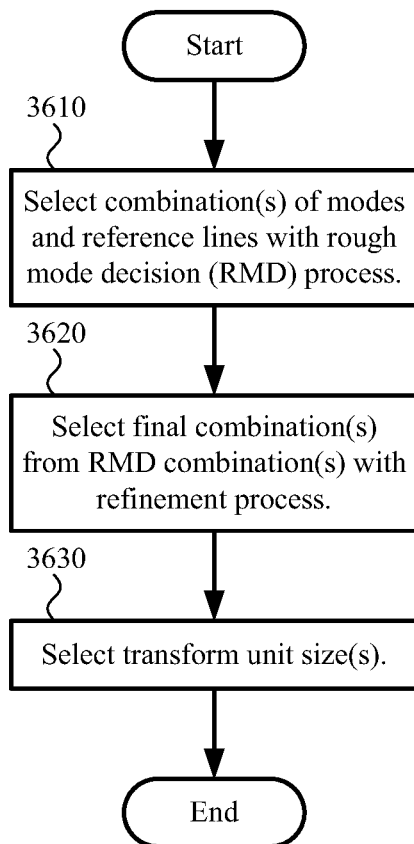 Start
3610
Select combination(s) of modes
and reference lines with rough
mode decision (RMD) process.
3620
Select final combination(s)
from RMD combination(s) with
refinement process.
3630
Select transform unit size(s).
End